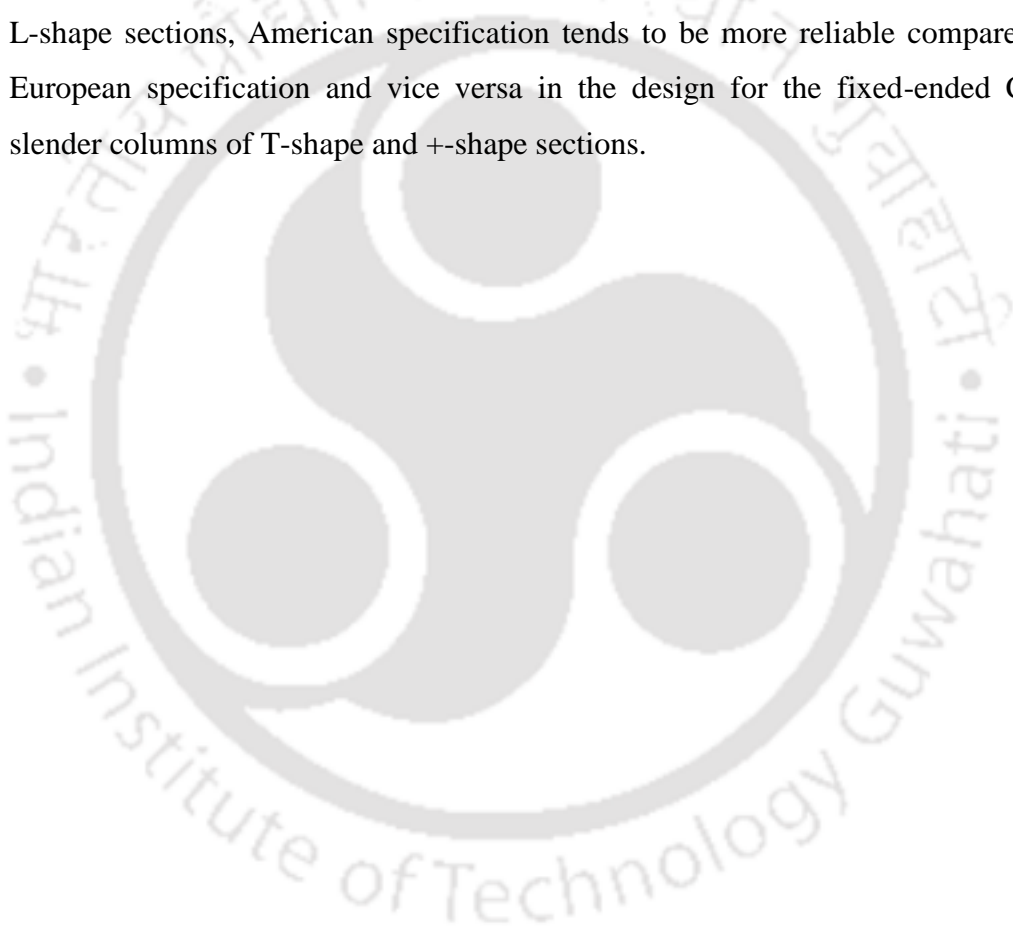 L-shape sections, American specification tends to be more reliable compare
European specification and vice versa in the design for the fixed-ended
slender columns of T-shape and +-shape sections.
Indian Institute of Technology Guwahati